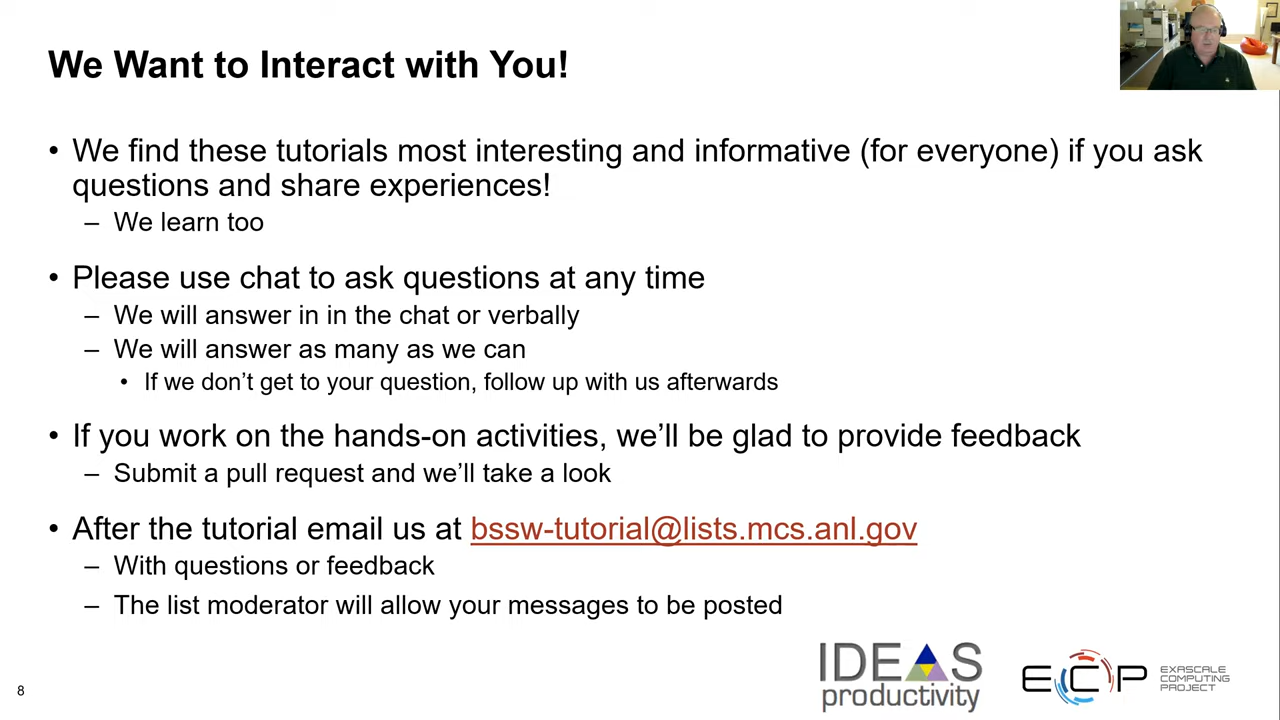 We Want to Interact with You!
• We find these tutorials most interesting and informative (for everyone) if you ask
questions and share experiences!
– We learn too
• Please use chat to ask questions at any time
– We will answer in in the chat or verbally
– We will answer as many as we can
• If we don’t get to your question, follow up with us afterwards
• If you work on the hands-on activities, we’ll be glad to provide feedback
– Submit a pull request and we’ll take a look
• After the tutorial email us at bssw-tutorial@lists.mcs.anl.gov
– With questions or feedback
– The list moderator will allow your messages to be posted
8
IDEAS
productivity
ECP
EXASCALE
COMPUTING
PROJECT